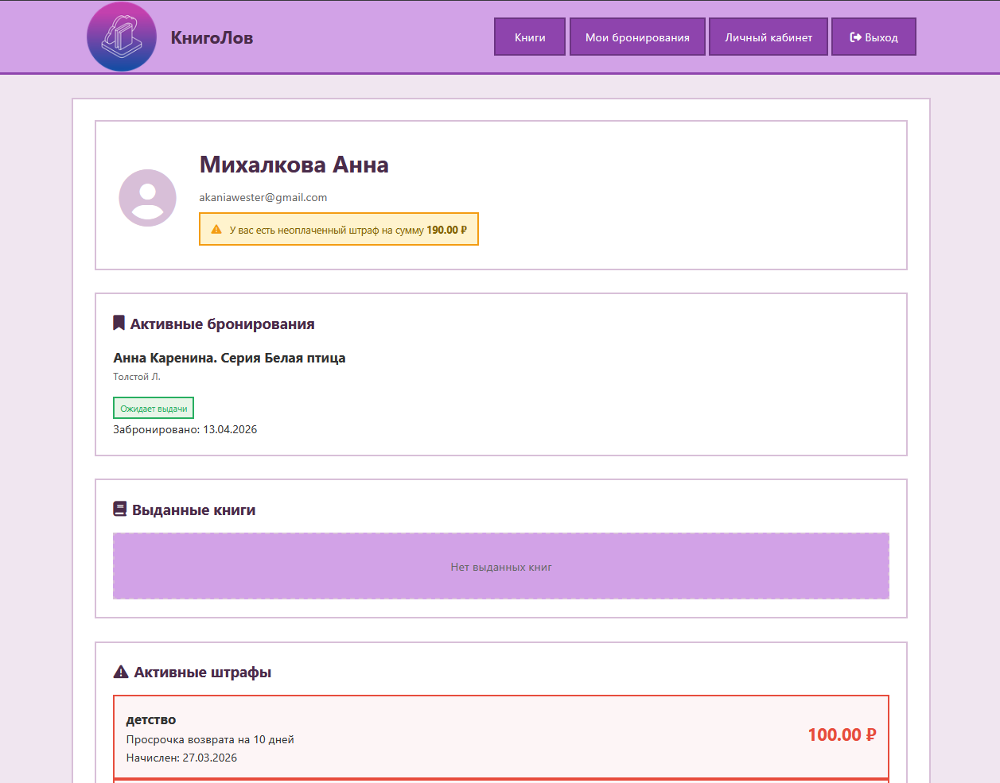 КнигоЛов
Книги
Мои бронирования
Личный кабинет
Выход
Михалкова Анна
akaniawester@gmail.com
У вас есть неоплаченный штраф на сумму 190.00 ₽
Активные бронирования
Анна Каренина. Серия Белая птица
Толстой Л.
Ожидает выдачи
Забронировано: 13.04.2026
Выданные книги
Нет выданных книг
Активные штрафы
детство
Просрочка возврата на 10 дней
Начислен: 27.03.2026
100.00 ₽